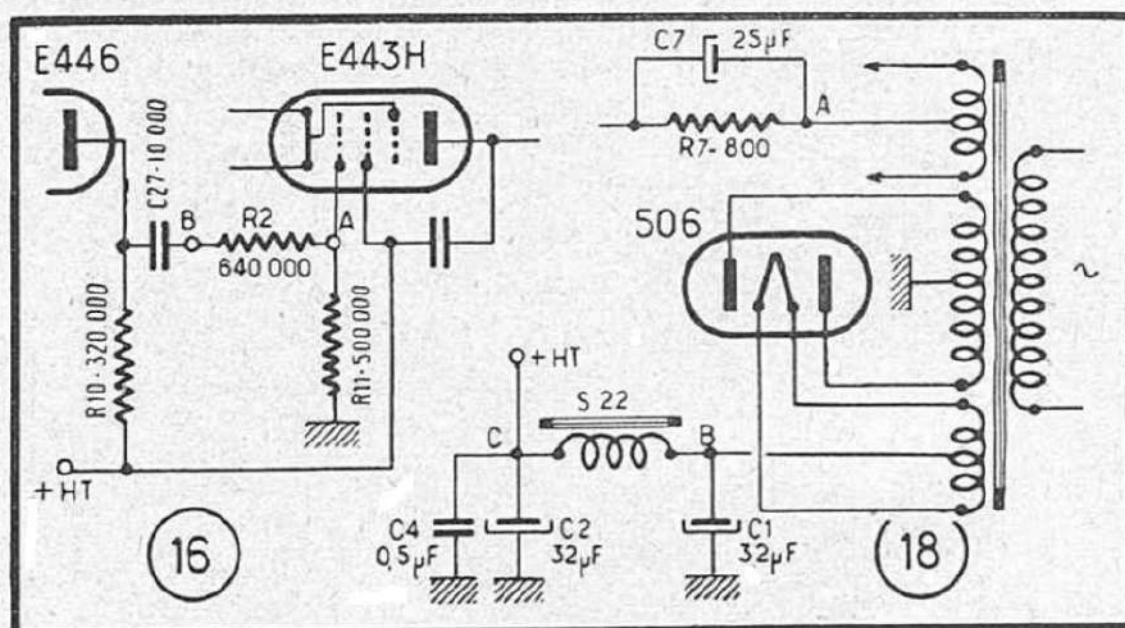 E446
E443H
C7
25µF
A
R7-800
C27-10 000
B
R2
640 000
A
506
R10-320 000
R11-500 000
+HT
~
S 22
C
B
+HT
C4
0,5µF
C2
32µF
C1
32µF
16
18